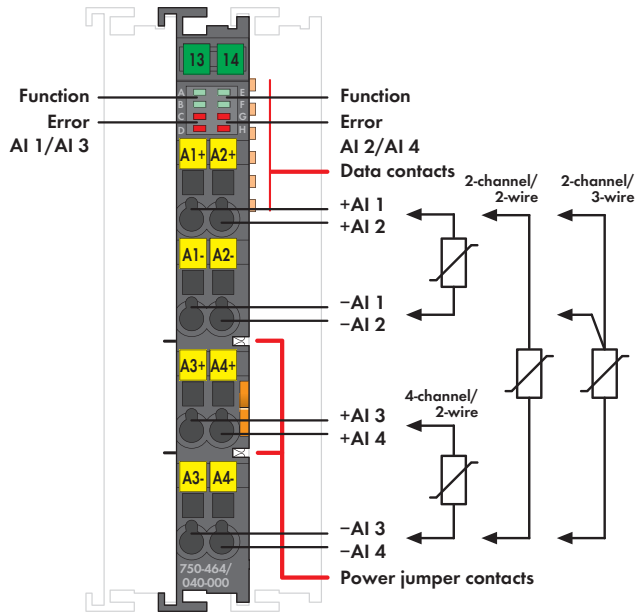 13 14
A E
B F
C G
D H
Function
Error
AI 1/AI 3
Function
Error
AI 2/AI 4
Data contacts
A1+ A2+
+AI 1
+AI 2
A1- A2-
−AI 1
−AI 2
A3+ A4+
+AI 3
+AI 4
A3- A4-
−AI 3
−AI 4
750-464/
040-000
Power jumper contacts
2-channel/
2-wire
2-channel/
3-wire
4-channel/
2-wire